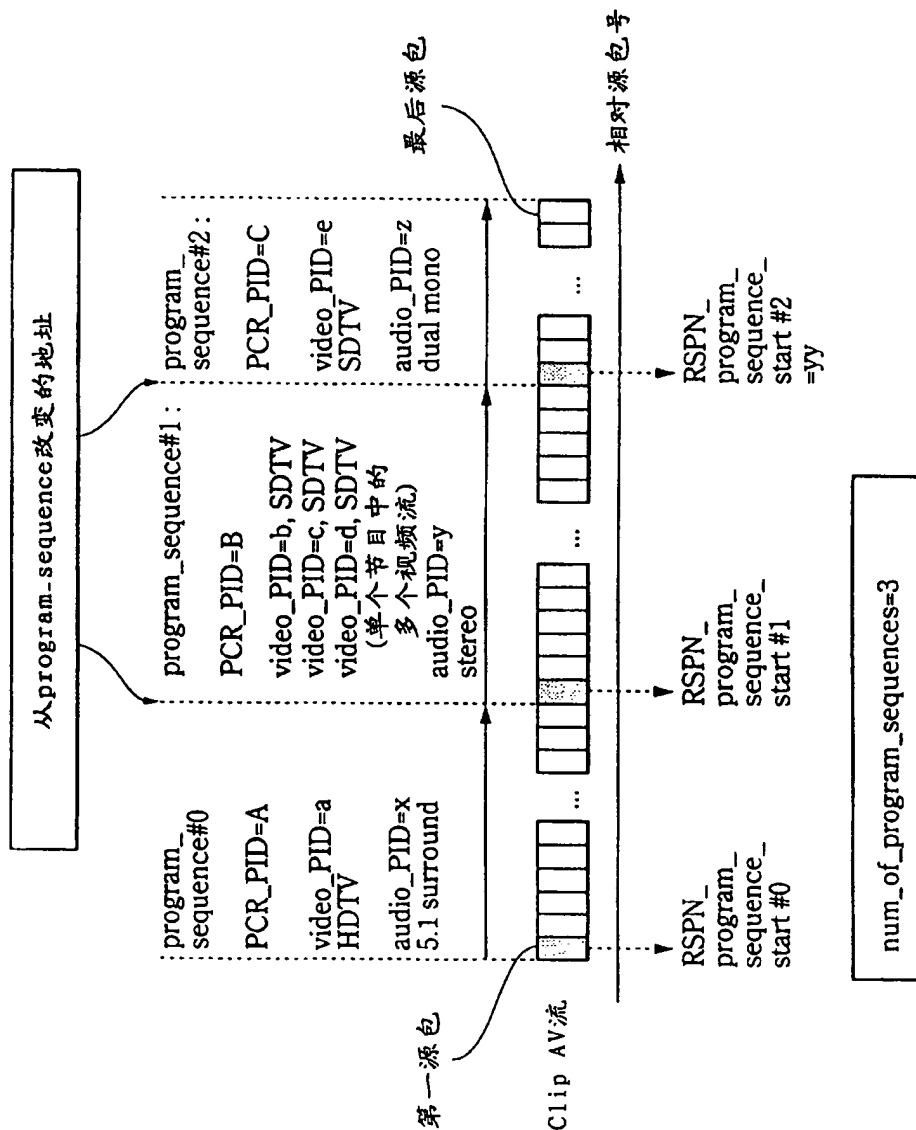 从program_sequence改变的地址
program_
sequence#0
PCR_PID=A
video_PID=a
HDTV
audio_PID=x
5.1 surround
program_sequence#1:
PCR_PID=B
video_PID=b, SDTV
video_PID=c, SDTV
video_PID=d, SDTV
(单个节目中的
多个视频流)
audio_PID=y
stereo
program_
sequence#2:
PCR_PID=C
video_PID=e
SDTV
audio_PID=z
dual mono
第一源包
最后源包
Clip AV流
...
...
...
相对源包号
RSPN_
program_
sequence_
start #0
RSPN_
program_
sequence_
start #1
RSPN_
program_
sequence_
start #2
=yy
num_of_program_sequences=3